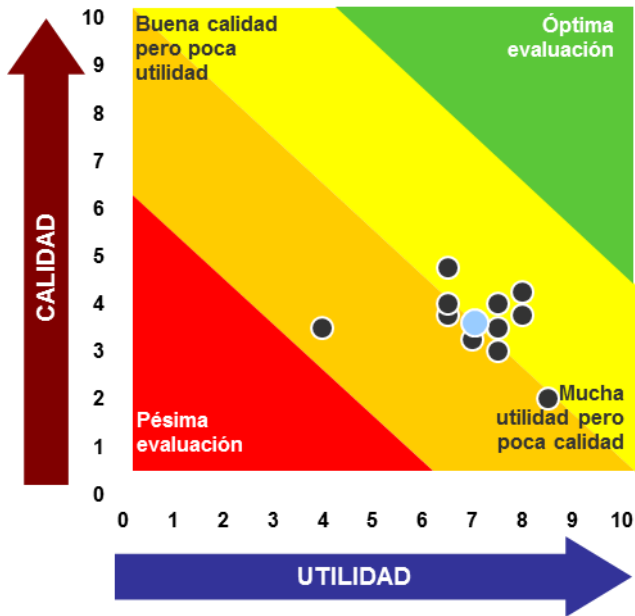 10
9
8
7
6
5
4
3
2
1
0
CALIDAD
Buena calidad
pero poca
utilidad
Óptima
evaluación
Pésima
evaluación
Mucha
utilidad pero
poca calidad
0 1 2 3 4 5 6 7 8 9 10
UTILIDAD